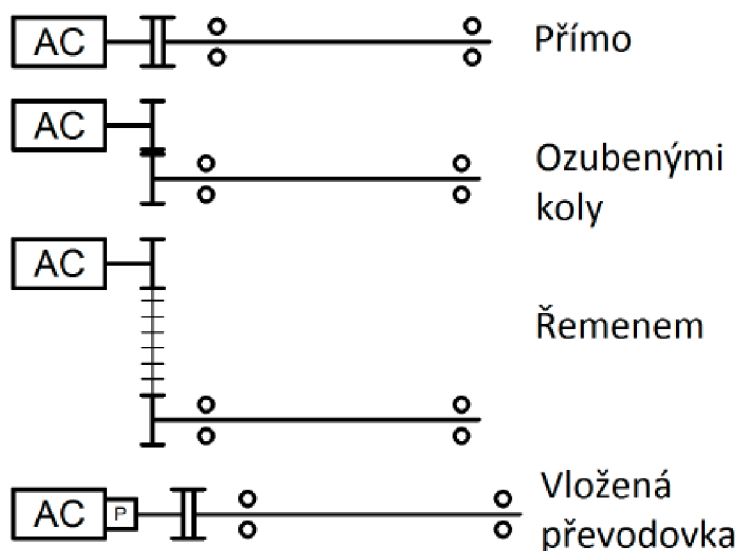 AC
Přímo
AC
Ozubenými
koly
AC
Řemenem
AC
P
Vložená
převodovka